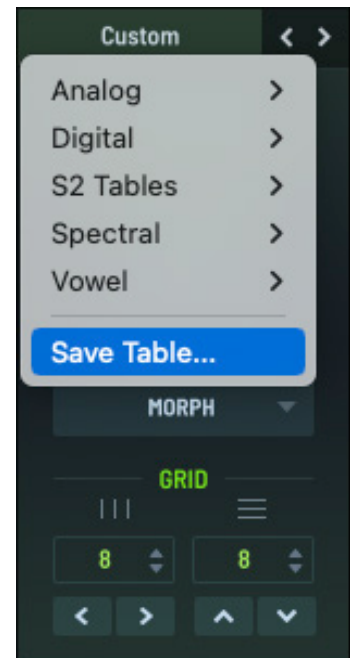 Custom
Analog
Digital
S2 Tables
Spectral
Vowel
Save Table...
MORPH
GRID
8 8